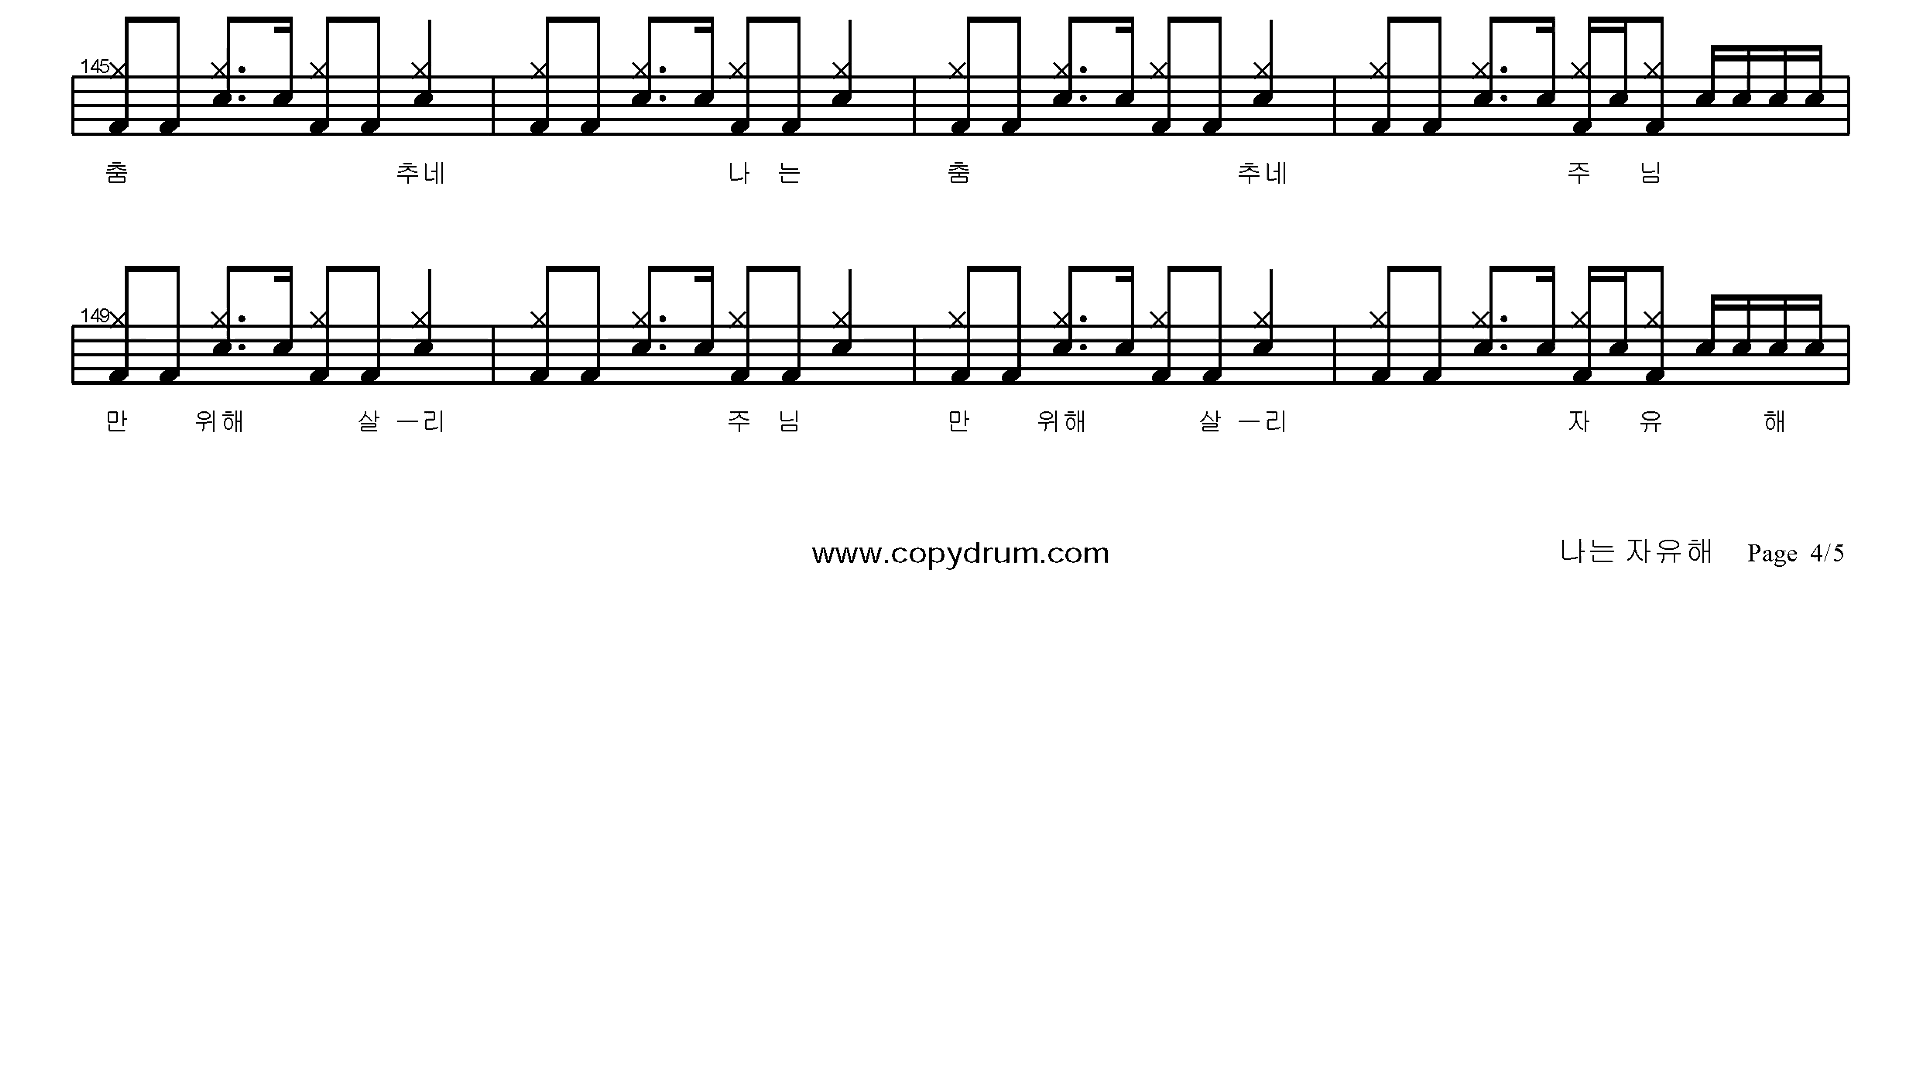 145
춤 추네 나 는 춤 추네 주 님
149
만 위해 살 ─리 주 님 만 위해 살 ─리 자 유 해
www.copydrum.com 나는 자유해 Page 4/5